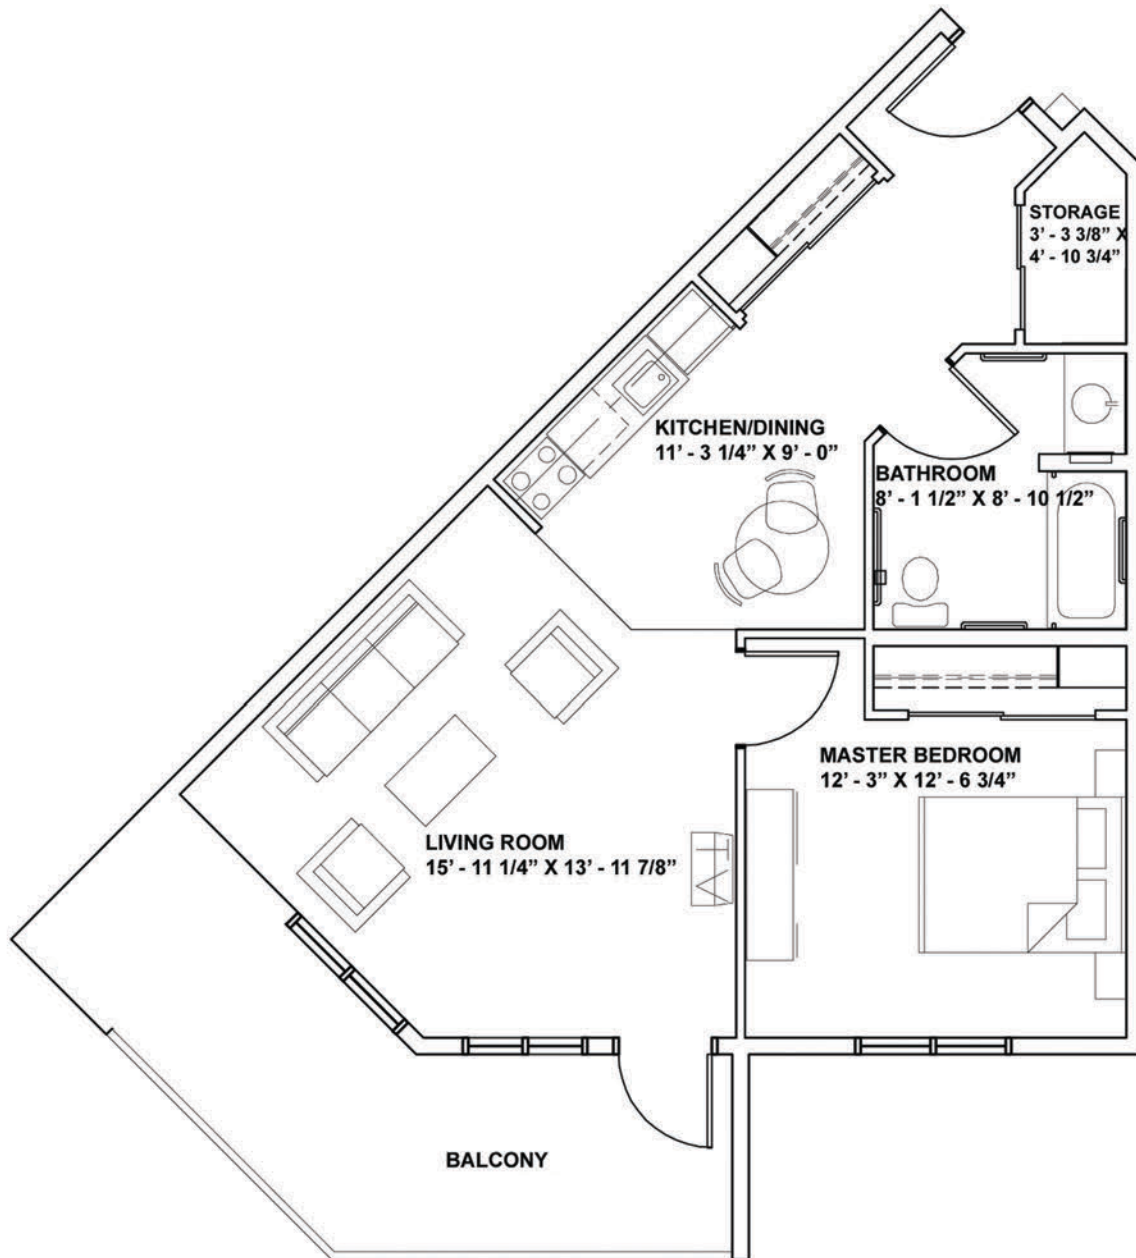 STORAGE
3' - 3 3/8” X
4' - 10 3/4”
KITCHEN/DINING
11' - 3 1/4” X 9' - 0”
BATHROOM
8' - 1 1/2” X 8' - 10 1/2”
MASTER BEDROOM
12' - 3” X 12' - 6 3/4”
LIVING ROOM
15' - 11 1/4” X 13' - 11 7/8”
BALCONY